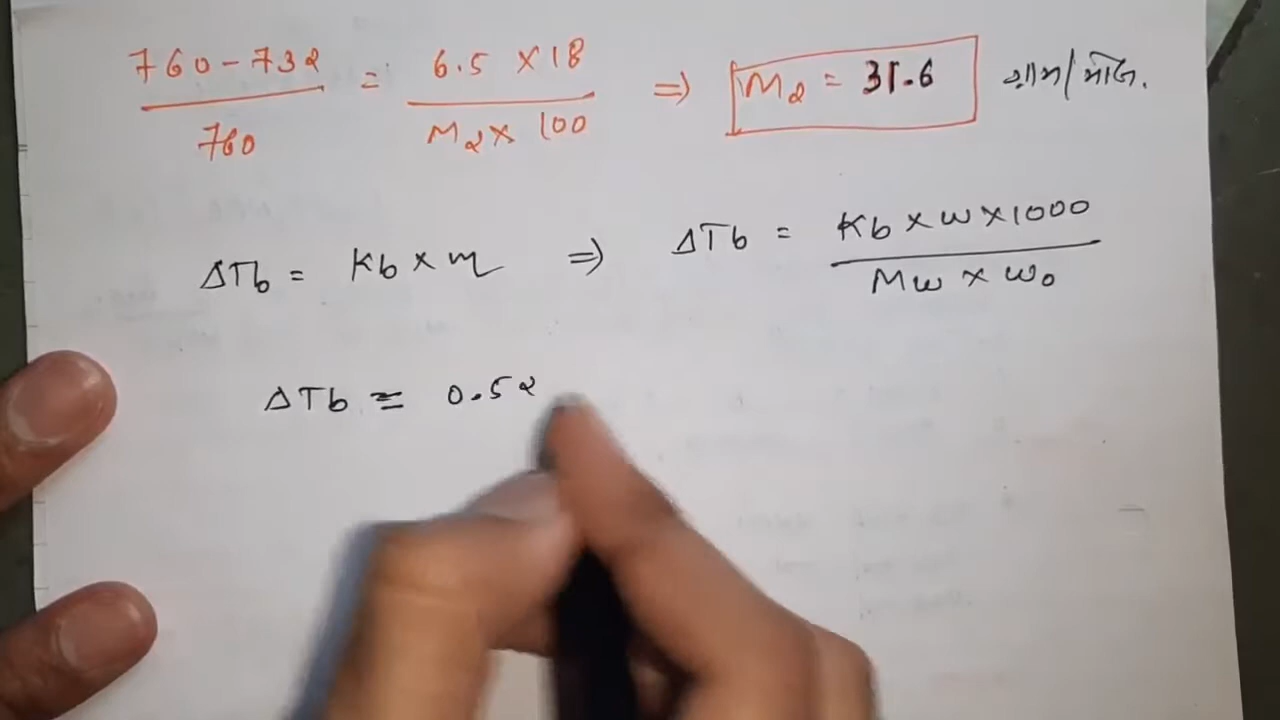 760-732 / 760 = 6.5 × 18 / M2 × 100 ⇒ M2 = 31.6 ग्राम/मोल.
ΔTb = Kb × m ⇒ ΔTb = Kb × w × 1000 / Mw × w0
ΔTb = 0.52